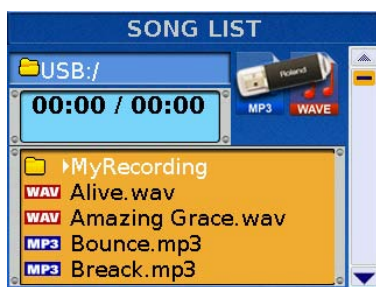 SONG LIST
USB:/
Roland
00:00 / 00:00
MP3 WAVE
MyRecording
WAV Alive.wav
WAV Amazing Grace.wav
MP3 Bounce.mp3
MP3 Breack.mp3